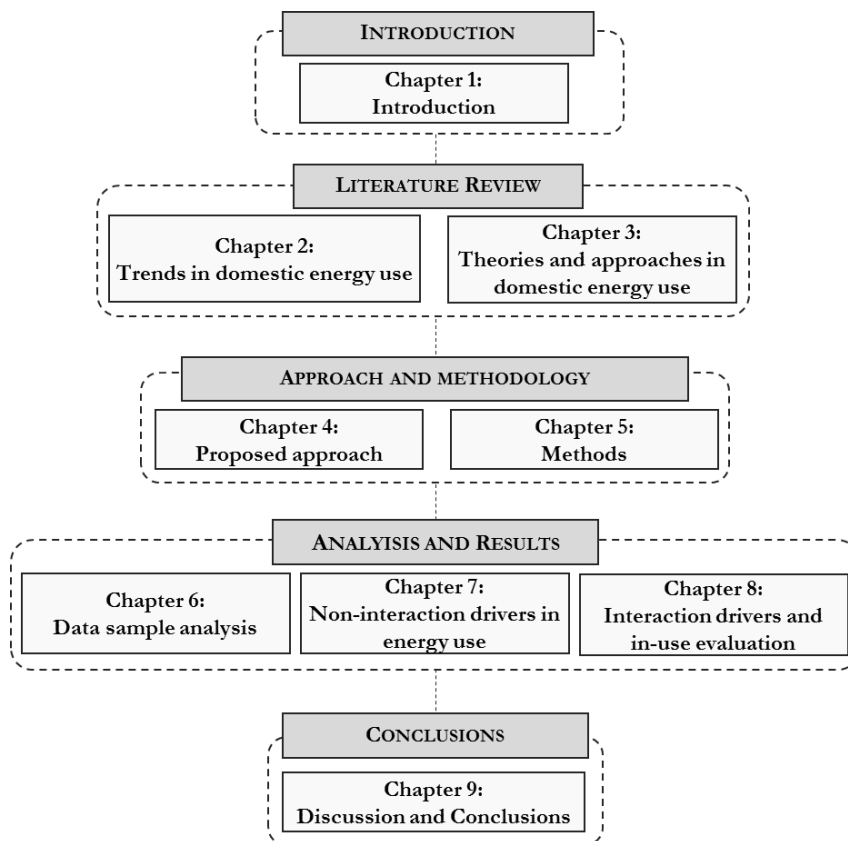 INTRODUCTION
Chapter 1:
Introduction
LITERATURE REVIEW
Chapter 2:
Trends in domestic energy use
Chapter 3:
Theories and approaches in
domestic energy use
APPROACH AND METHODOLOGY
Chapter 4:
Proposed approach
Chapter 5:
Methods
ANALYISIS AND RESULTS
Chapter 6:
Data sample analysis
Chapter 7:
Non-interaction drivers in
energy use
Chapter 8:
Interaction drivers and
in-use evaluation
CONCLUSIONS
Chapter 9:
Discussion and Conclusions